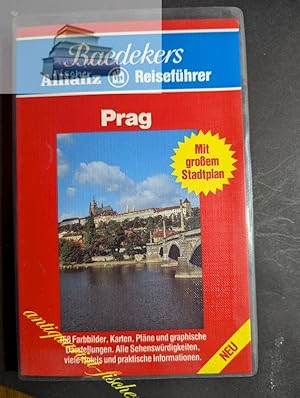 Baedekers
Fischer
Allianz Reiseführer
Prag
Mit
großem
Stadtplan
Farbbilder, Karten, Pläne und graphische
Darstellungen. Alle Sehenswürdigkeiten,
viele Hotels und praktische Informationen.
NEU